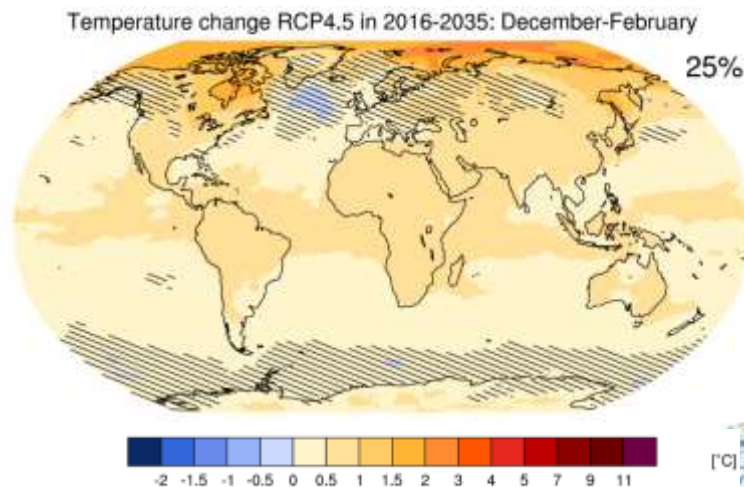 Temperature change RCP4.5 in 2016-2035: December-February
25%
[°C]
-2 -1.5 -1 -0.5 0 0.5 1 1.5 2 3 4 5 7 9 11